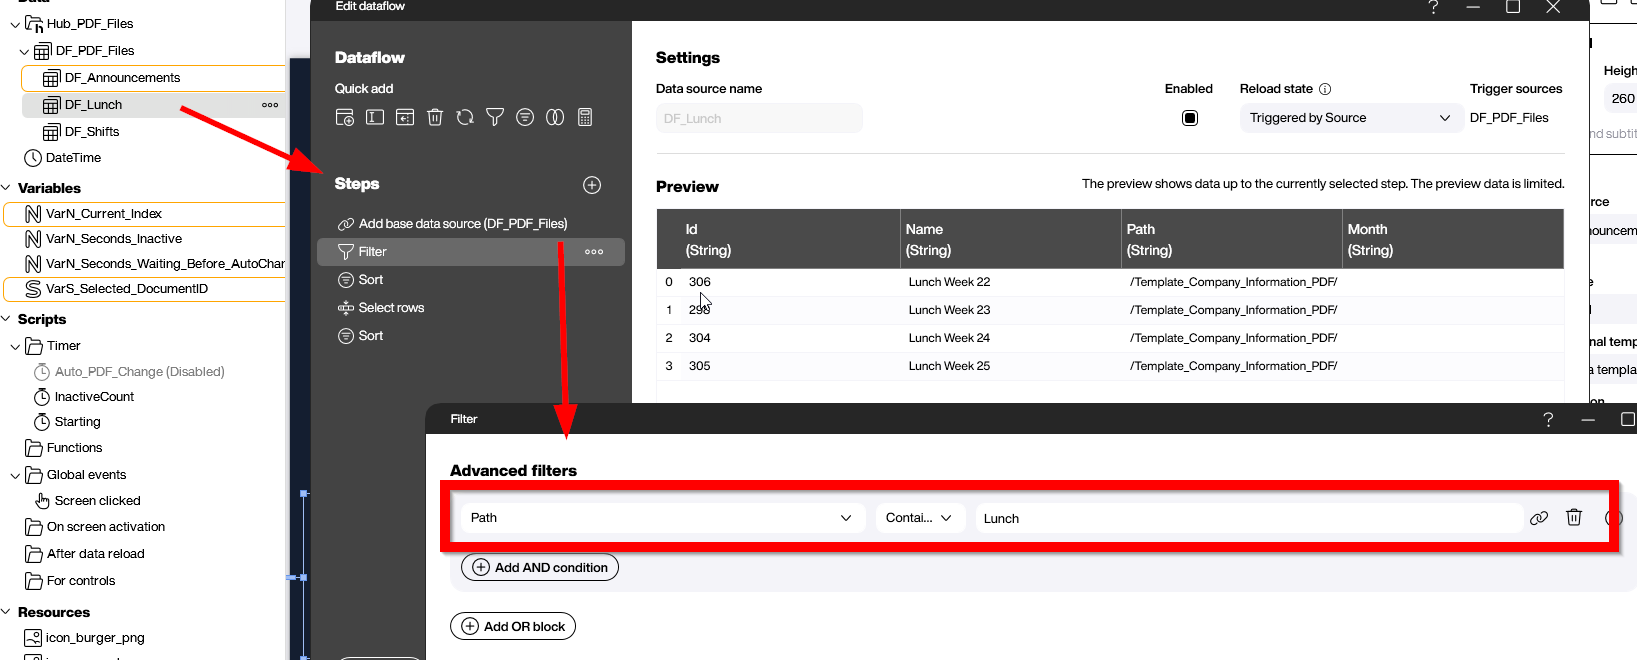 Data
Hub_PDF_Files
DF_PDF_Files
DF_Announcements
DF_Lunch
DF_Shifts
DateTime
Variables
VarN_Current_Index
VarN_Seconds_Inactive
VarN_Seconds_Waiting_Before_AutoChan
VarS_Selected_DocumentID
Scripts
Timer
Auto_PDF_Change (Disabled)
InactiveCount
Starting
Functions
Global events
Screen clicked
On screen activation
After data reload
For controls
Resources
icon_burger_png
Edit dataflow
Dataflow
Quick add
Steps
Add base data source (DF_PDF_Files)
Filter
Sort
Select rows
Sort
Settings
Data source name Enabled Reload state Trigger sources
DF_Lunch Triggered by Source DF_PDF_Files
Preview The preview shows data up to the currently selected step. The preview data is limited.
Id Name Path Month
(String) (String) (String) (String)
0 306 Lunch Week 22 /Template_Company_Information_PDF/
1 Lunch Week 23 /Template_Company_Information_PDF/
2 304 Lunch Week 24 /Template_Company_Information_PDF/
3 305 Lunch Week 25 /Template_Company_Information_PDF/
Filter
Advanced filters
Path Contai... Lunch
Add AND condition
Add OR block
Heigh
260
nd subtit
rce
nouncem
nal temp
a templa
on